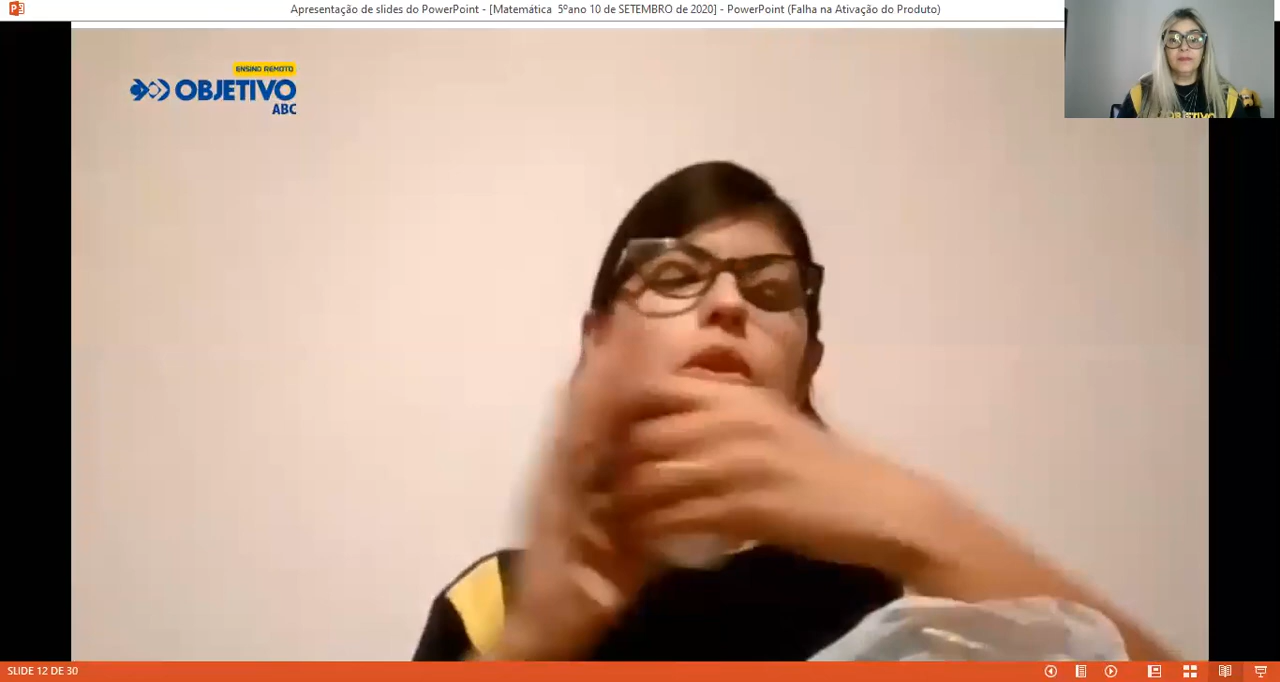 Apresentação de slides do PowerPoint - [Matemática  5ºano 10 de SETEMBRO de 2020] - PowerPoint (Falha na Ativação do Produto)
ENSINO REMOTO
OBJETIVO
ABC
OBJETIVO
SLIDE 12 DE 30